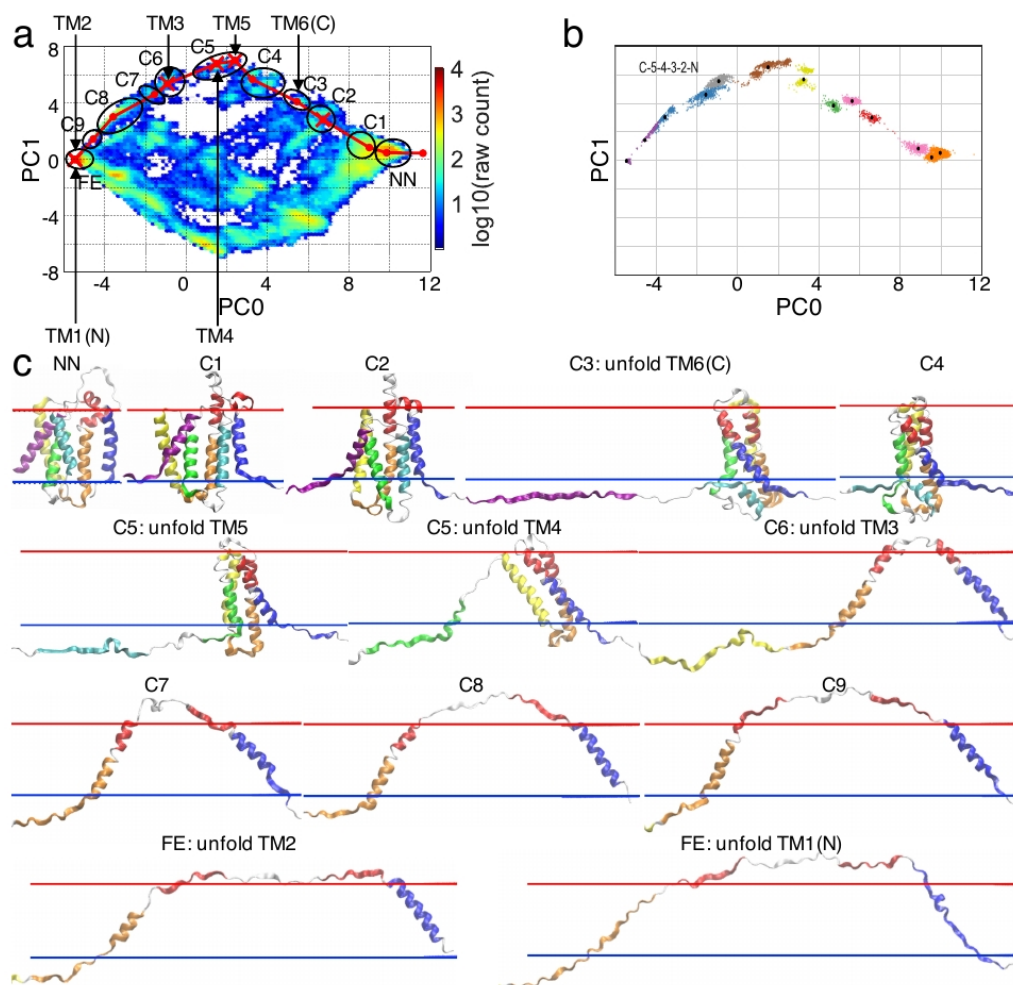 TM2 TM3 TM5 TM6(C)
a
b
8
4
0
-4
-8
PC1
C5
C6
C4
C7
C3
C8
C2
C9
C1
FE
NN
4
3
2
1
log10(raw count)
-4 0 4 8 12
PC0
TM1(N) TM4
C-5-4-3-2-N
PC1
-4 0 4 8 12
PC0
c
NN C1 C2 C3: unfold TM6(C) C4
C5: unfold TM5 C5: unfold TM4 C6: unfold TM3
C7 C8 C9
FE: unfold TM2 FE: unfold TM1(N)